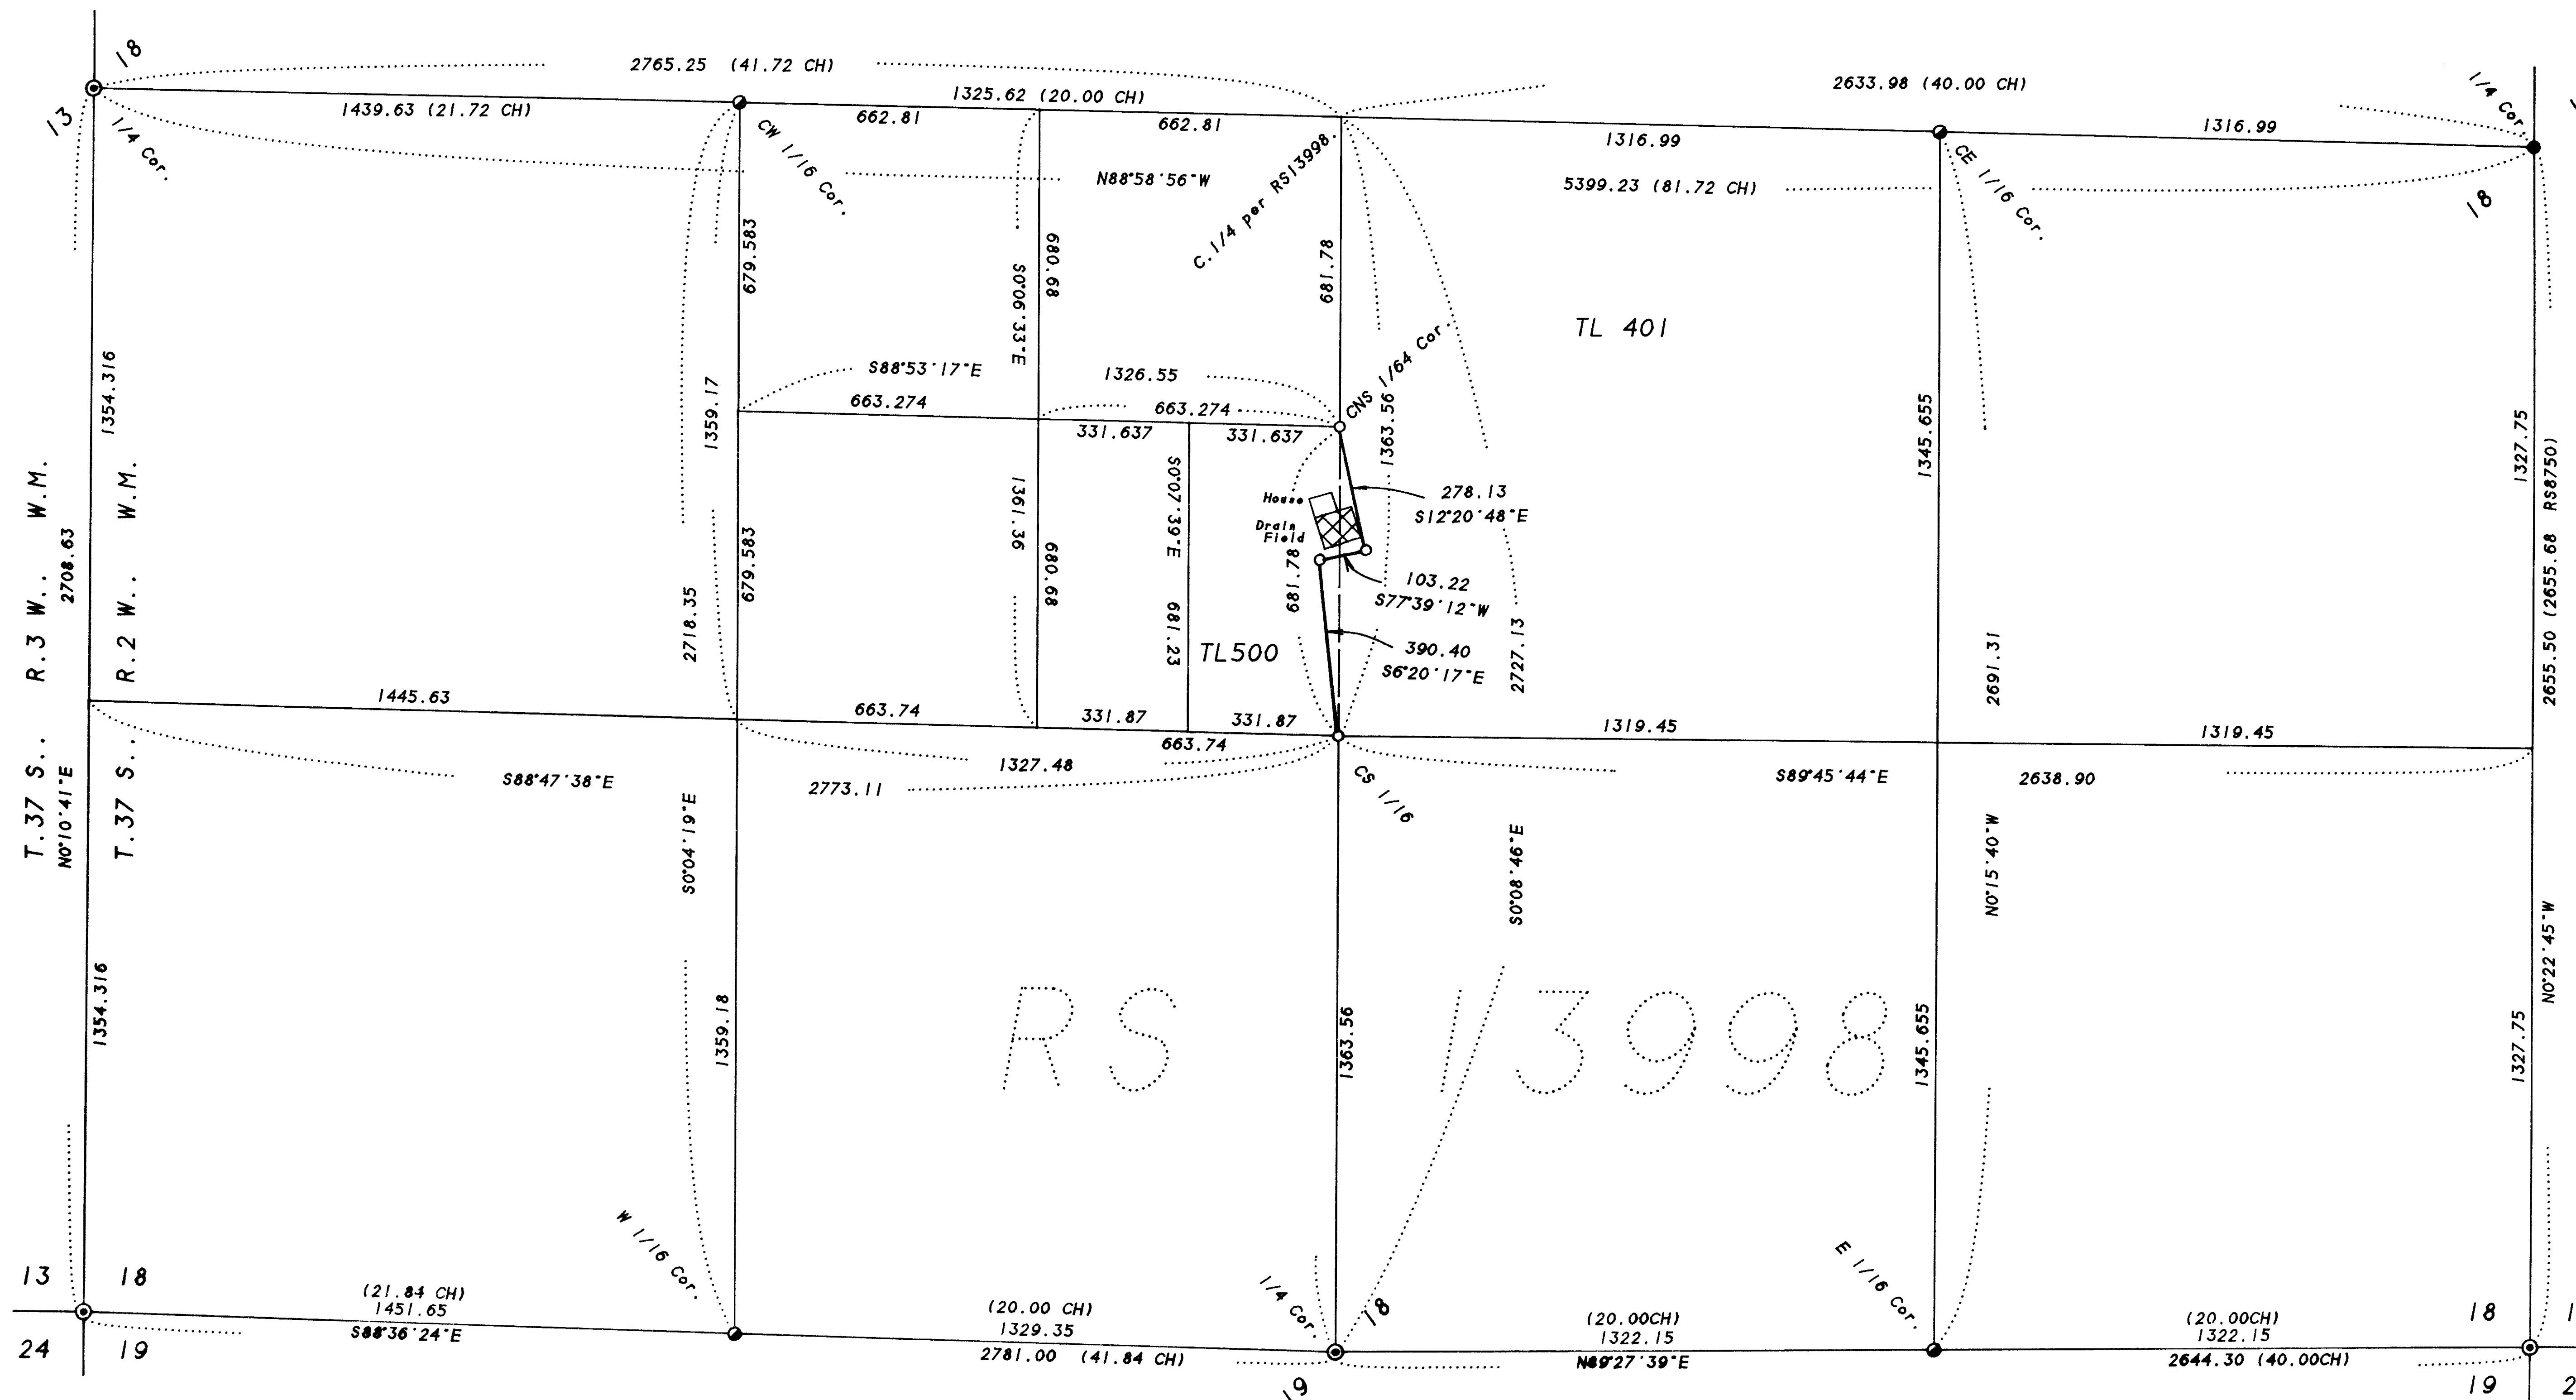 18
2765.25 (41.72 CH)
2633.98 (40.00 CH)
1/4 Cor.
13
1439.63 (21.72 CH)
1325.62 (20.00 CH)
662.81
662.81
1316.99
1316.99
1/4 Cor.
CW 1/16 Cor.
C.1/4 per RS13998.
CE 1/16 Cor.
N88°58'56"W
5399.23 (81.72 CH)
18
679.583
680.68
S0°06'33"E
681.78
TL 401
1354.316
1359.17
S88°53'17"E
1326.55
CNS 1/64 Cor.
1363.56
1345.655
1327.75
663.274
663.274
331.637
331.637
S0°07'39"E
1361.36
House
Drain
Field
278.13
S12°20'48"E
103.22
S77°39'12"W
390.40
S6°20'17"E
T.37 S., R.3 W., W.M.
N0°10'41"E 2708.63
T.37 S., R.2 W., W.M.
679.583
680.68
681.78
681.23
2718.35
TL500
2727.13
2691.31
2655.50 (2655.68 RS8750)
1445.63
663.74
331.87
331.87
663.74
1319.45
1319.45
S88°47'38"E
1327.48
2773.11
CS 1/16
S89°45'44"E
2638.90
S0°04'19"E
S0°08'46"E
N0°15'40"W
N0°22'45"W
1354.316
1359.18
RS 13998
1363.56
1345.655
1327.75
W 1/16 Cor.
1/4 Cor.
18
E 1/16 Cor.
13
18
(21.84 CH)
1451.65
S88°36'24"E
(20.00 CH)
1329.35
2781.00 (41.84 CH)
(20.00CH)
1322.15
N89°27'39"E
(20.00CH)
1322.15
2644.30 (40.00CH)
18
24
19
19
19